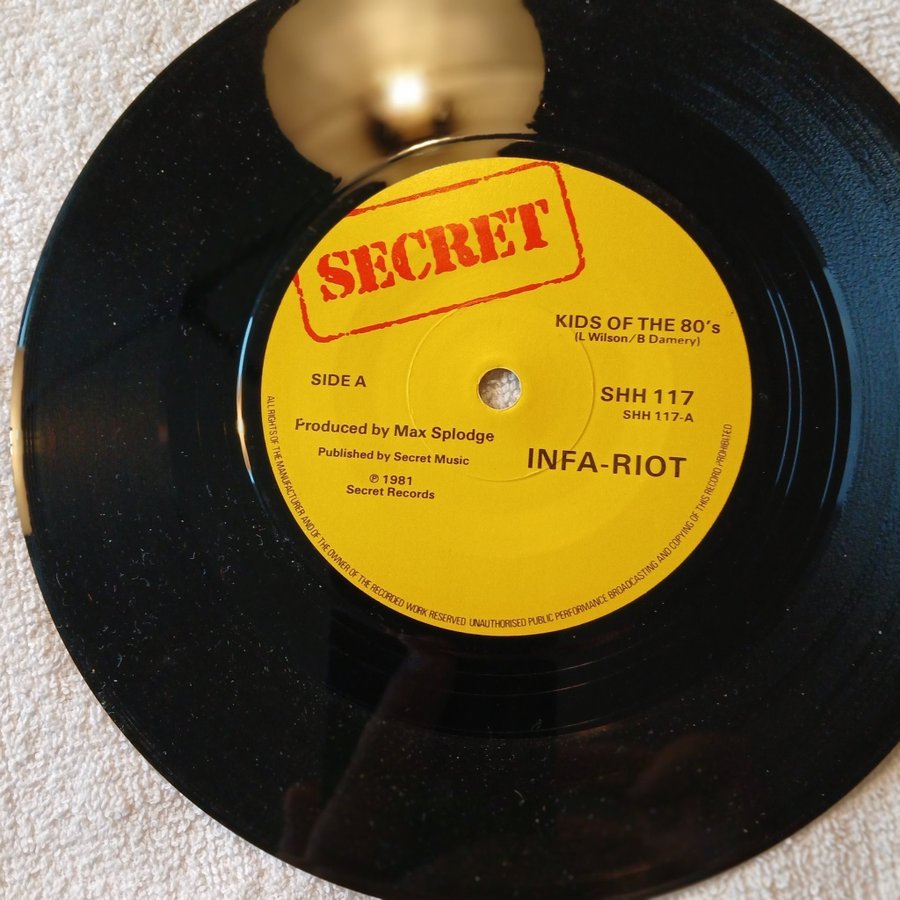 SECRET
KIDS OF THE 80's
(L Wilson/B Damery)
SIDE A
SHH 117
SHH 117-A
Produced by Max Splodge
Published by Secret Music
INFA-RIOT
℗ 1981
Secret Records
ALL RIGHTS OF THE MANUFACTURER AND OF THE OWNER OF THE RECORDED WORK RESERVED UNAUTHORISED PUBLIC PERFORMANCE BROADCASTING AND COPYING OF THIS RECORD PROHIBITED